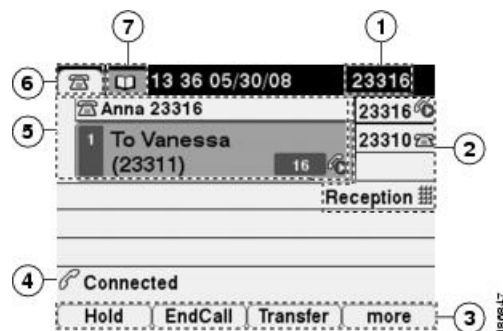 7
1
6
13 36 05/30/08
23316
5
Anna 23316
23316
1
To Vanessa
(23311)
16
23310
2
Reception
4
Connected
Hold
EndCall
Transfer
more
3